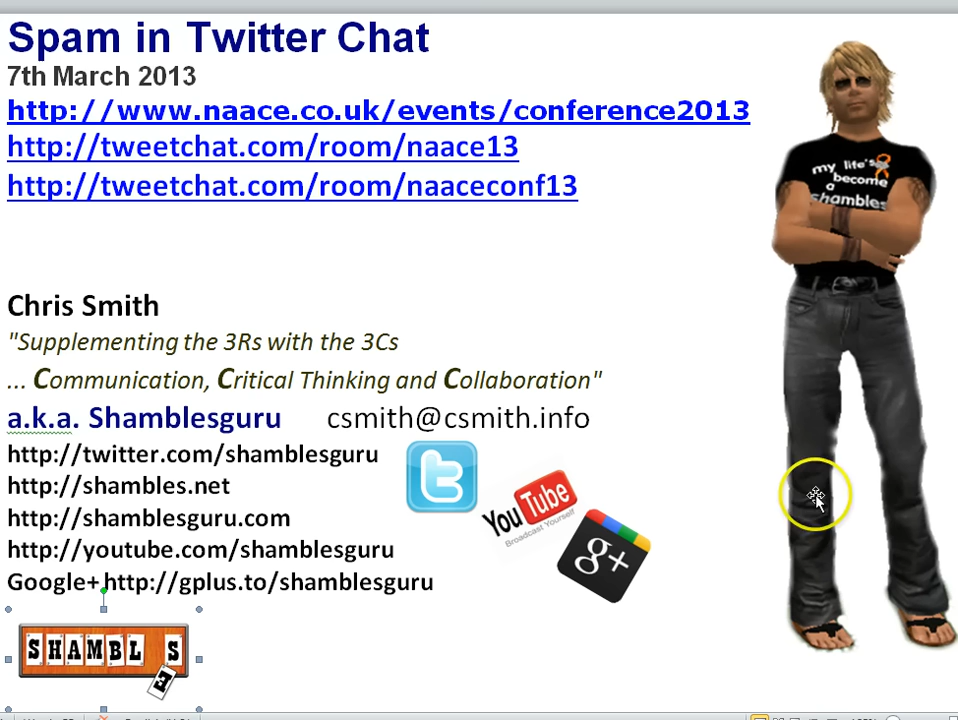 Spam in Twitter Chat
7th March 2013
http://www.naace.co.uk/events/conference2013
http://tweetchat.com/room/naace13
http://tweetchat.com/room/naaceconf13
my life's
become
a
shambles
Chris Smith
"Supplementing the 3Rs with the 3Cs
... Communication, Critical Thinking and Collaboration"
a.k.a. Shamblesguru csmith@csmith.info
http://twitter.com/shamblesguru
http://shambles.net
http://shamblesguru.com
http://youtube.com/shamblesguru
Google+ http://gplus.to/shamblesguru
t
YouTube
Broadcast Yourself
g+
SHAMBL S
E